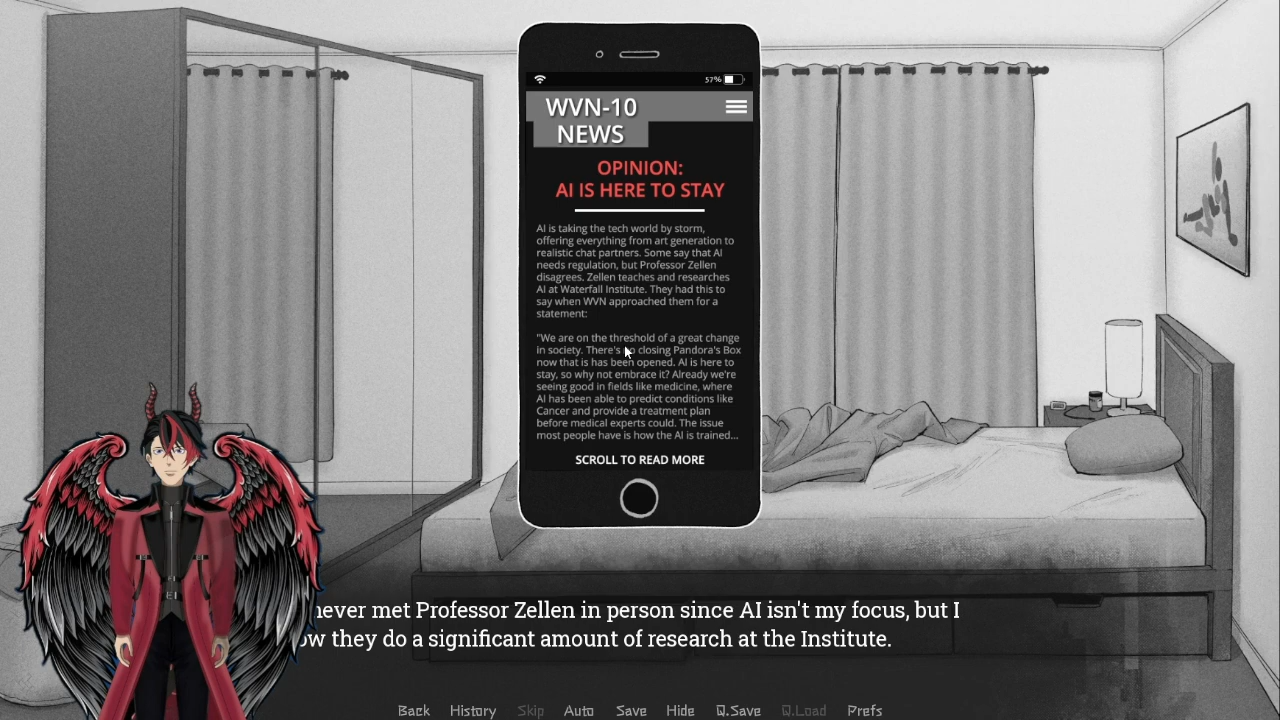 57%
WVN-10
NEWS
OPINION:
AI IS HERE TO STAY
AI is taking the tech world by storm,
offering everything from art generation to
realistic chat partners. Some say that AI
needs regulation, but Professor Zellen
disagrees. Zellen teaches and researches
AI at Waterfall Institute. They had this to
say when WVN approached them for a
statement:
"We are on the threshold of a great change
in society. There's closing Pandora's Box
now that is has been opened. AI is here to
stay, so why not embrace it? Already we're
seeing good in fields like medicine, where
AI has been able to predict conditions like
Cancer and provide a treatment plan
before medical experts could. The issue
most people have is how the AI is trained...
SCROLL TO READ MORE
never met Professor Zellen in person since AI isn't my focus, but I
they do a significant amount of research at the Institute.
Back History Skip Auto Save Hide Q.Save Q.Load Prefs